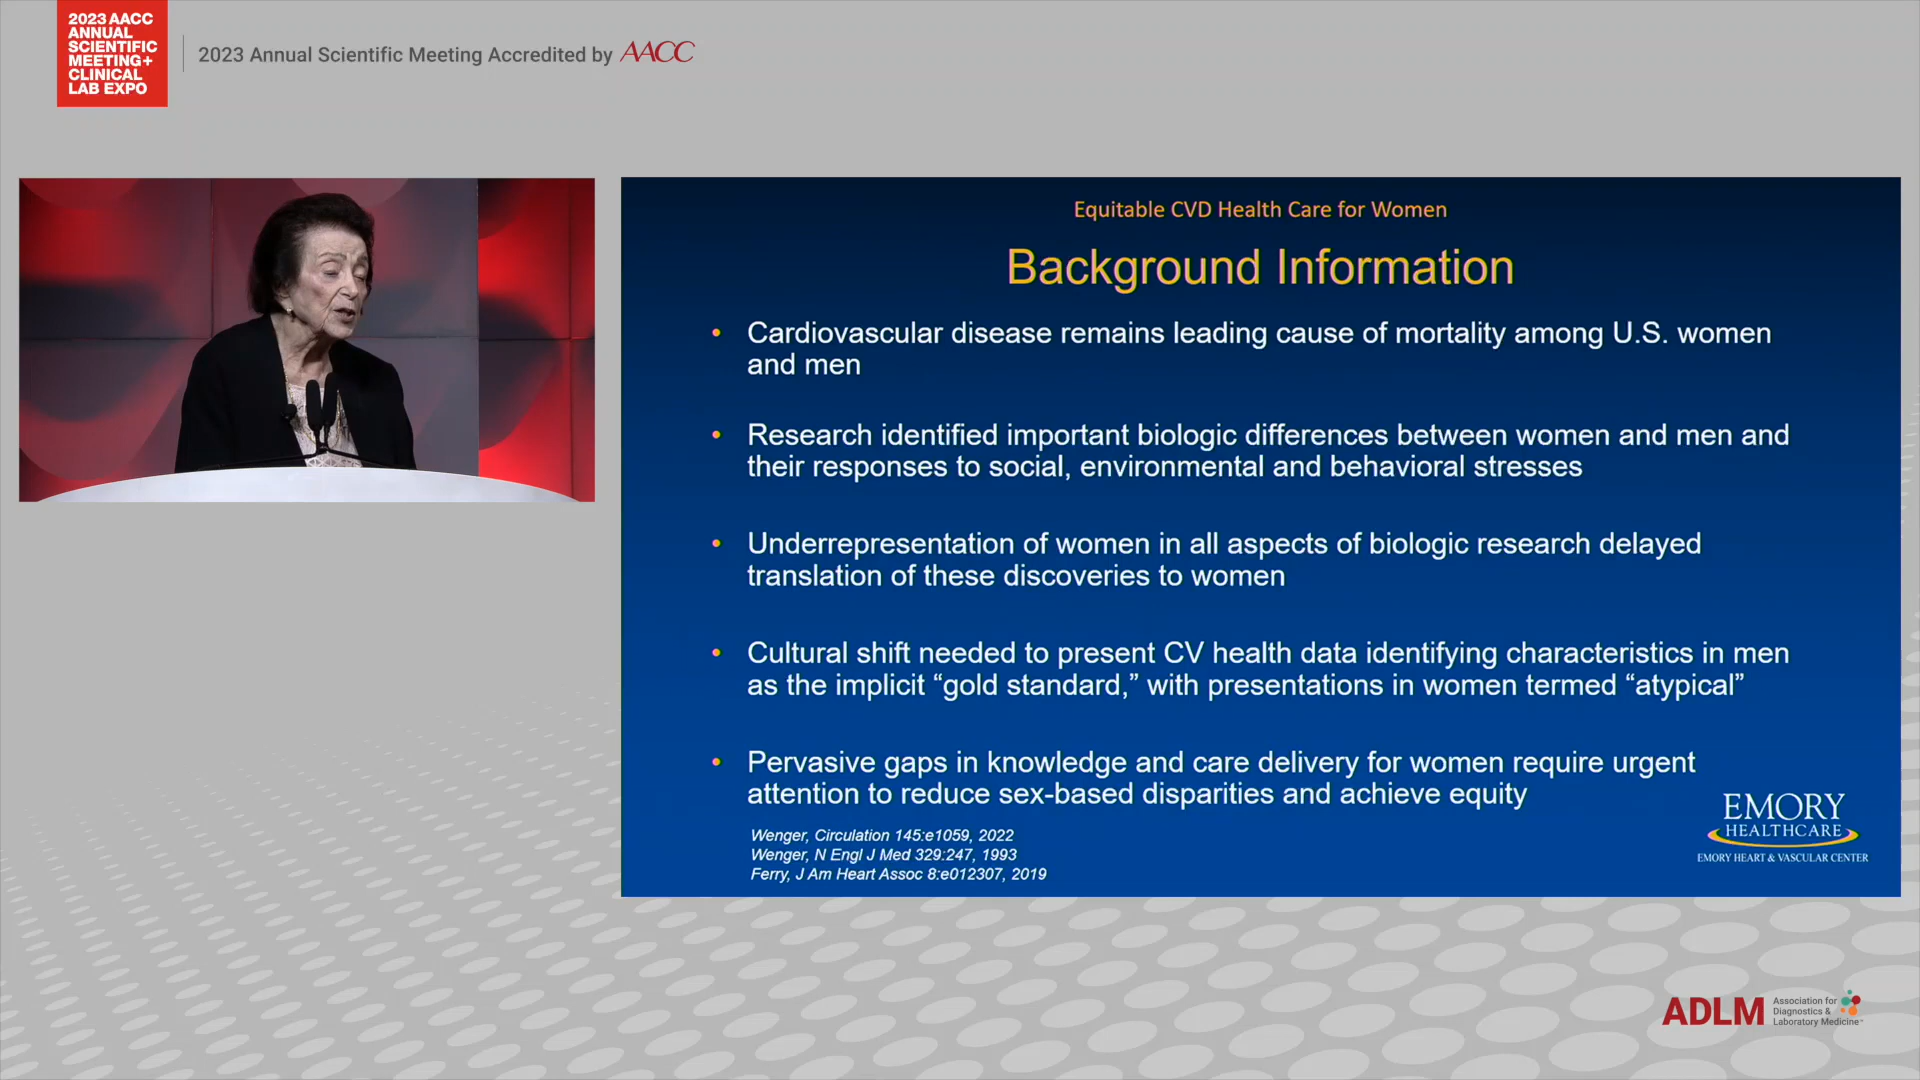 2023 AACC
ANNUAL
SCIENTIFIC
MEETING+
CLINICAL
LAB EXPO
2023 Annual Scientific Meeting Accredited by AACC
Equitable CVD Health Care for Women
Background Information
• Cardiovascular disease remains leading cause of mortality among U.S. women
and men
• Research identified important biologic differences between women and men and
their responses to social, environmental and behavioral stresses
• Underrepresentation of women in all aspects of biologic research delayed
translation of these discoveries to women
• Cultural shift needed to present CV health data identifying characteristics in men
as the implicit “gold standard,” with presentations in women termed “atypical”
• Pervasive gaps in knowledge and care delivery for women require urgent
attention to reduce sex-based disparities and achieve equity
Wenger, Circulation 145:e1059, 2022
Wenger, N Engl J Med 329:247, 1993
Ferry, J Am Heart Assoc 8:e012307, 2019
EMORY
HEALTHCARE
EMORY HEART & VASCULAR CENTER
ADLM
Association for
Diagnostics &
Laboratory Medicine